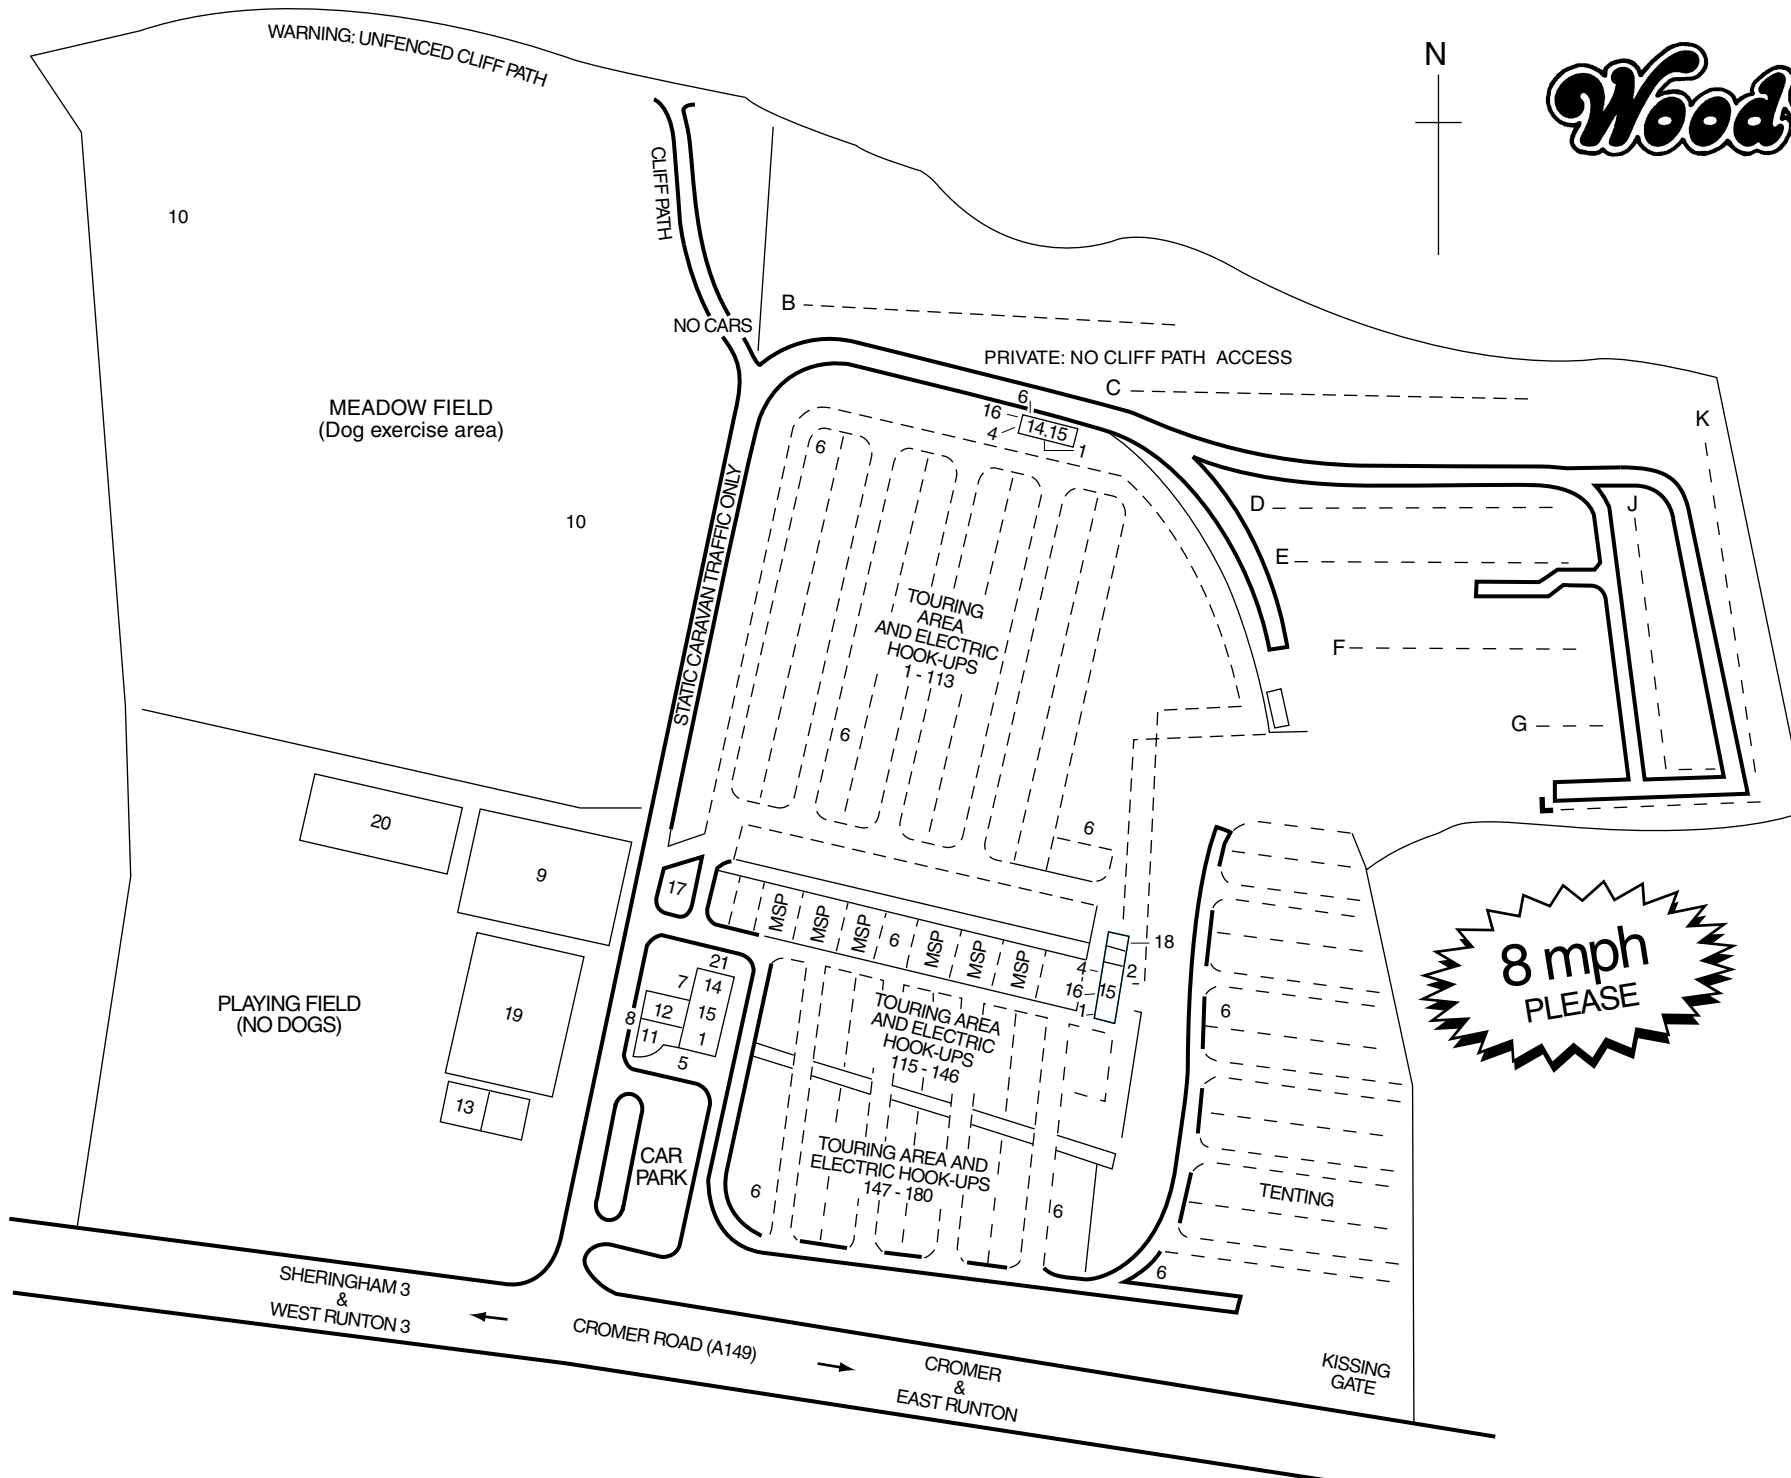 WARNING: UNFENCED CLIFF PATH
N
Wood
CLIFF PATH
10
B
NO CARS
PRIVATE: NO CLIFF PATH ACCESS
C
6
16
14.15
4
1
K
MEADOW FIELD
(Dog exercise area)
6
D
J
10
E
STATIC CARAVAN TRAFFIC ONLY
TOURING
AREA
AND ELECTRIC
HOOK-UPS
1 - 113
F
G
6
20
6
9
17
MSP
MSP
MSP
6
MSP
MSP
MSP
18
4
2
16
15
1
8 mph
PLEASE
21
7
14
12
15
8
11
1
5
PLAYING FIELD
(NO DOGS)
19
TOURING AREA
AND ELECTRIC
HOOK-UPS
115 - 146
6
13
CAR
PARK
TOURING AREA AND
ELECTRIC HOOK-UPS
147 - 180
6
6
TENTING
6
SHERINGHAM 3
&
WEST RUNTON 3
CROMER ROAD (A149)
CROMER
&
EAST RUNTON
KISSING
GATE